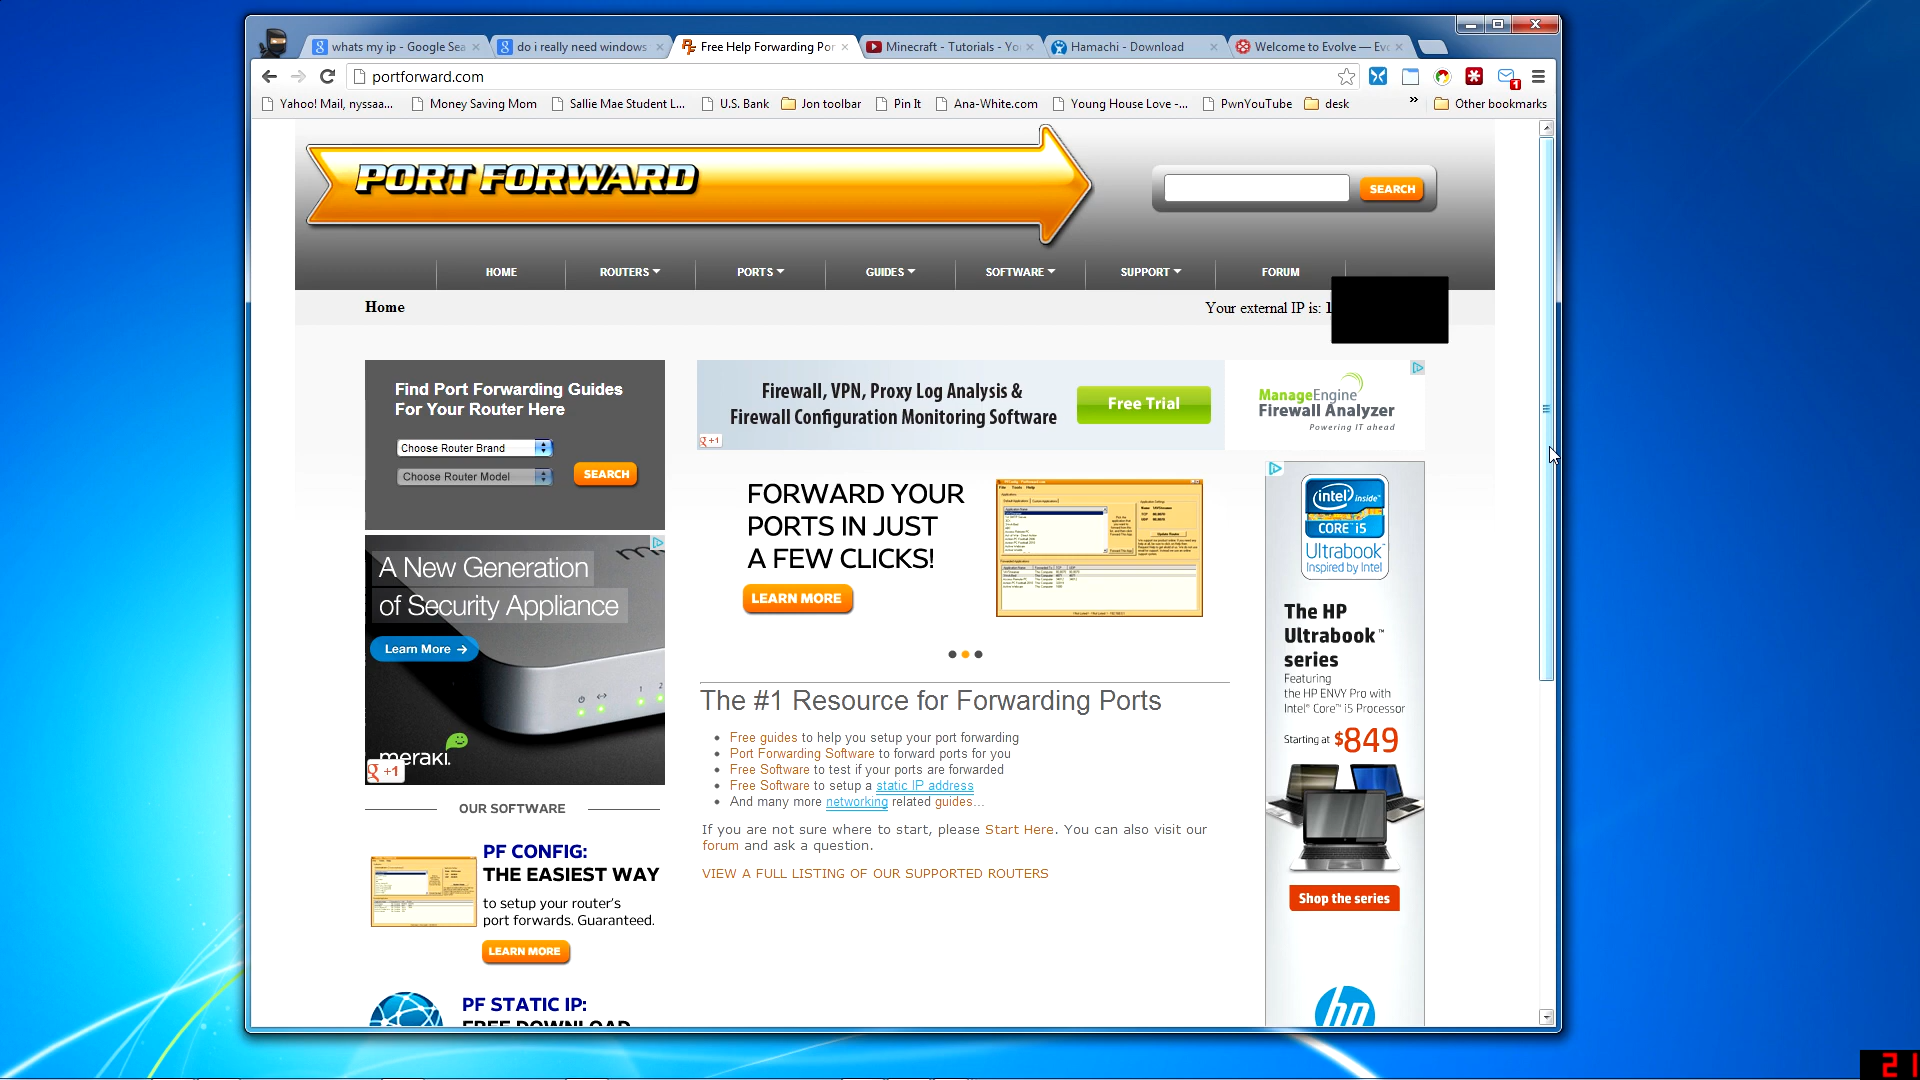 whats my ip - Google Sea
do i really need windows
Free Help Forwarding Por
Minecraft - Tutorials - Yo
Hamachi - Download
Welcome to Evolve — Evo
portforward.com
1
Yahoo! Mail, nyssaa...
Money Saving Mom
Sallie Mae Student L...
U.S. Bank
Jon toolbar
Pin It
Ana-White.com
Young House Love -...
PwnYouTube
desk
»
Other bookmarks
PORT FORWARD
SEARCH
HOME
ROUTERS
PORTS
GUIDES
SOFTWARE
SUPPORT
FORUM
Home
Your external IP is: 1
Find Port Forwarding Guides
For Your Router Here
Choose Router Brand
Choose Router Model
SEARCH
Firewall, VPN, Proxy Log Analysis &
Firewall Configuration Monitoring Software
+1
Free Trial
ManageEngine
Firewall Analyzer
Powering IT ahead
FORWARD YOUR
PORTS IN JUST
A FEW CLICKS!
LEARN MORE
A New Generation
of Security Appliance
Learn More →
meraki.
+1
intel inside™
CORE i5
Ultrabook™
Inspired by Intel
The HP
Ultrabook™
series
Featuring
the HP ENVY Pro with
Intel® Core™ i5 Processor
Starting at $849
Shop the series
hp
The #1 Resource for Forwarding Ports
Free guides to help you setup your port forwarding
Port Forwarding Software to forward ports for you
Free Software to test if your ports are forwarded
Free Software to setup a static IP address
And many more networking related guides...
If you are not sure where to start, please Start Here. You can also visit our
forum and ask a question.
VIEW A FULL LISTING OF OUR SUPPORTED ROUTERS
OUR SOFTWARE
PF CONFIG:
THE EASIEST WAY
to setup your router's
port forwards. Guaranteed.
LEARN MORE
PF STATIC IP:
FREE DOWNLOAD
21